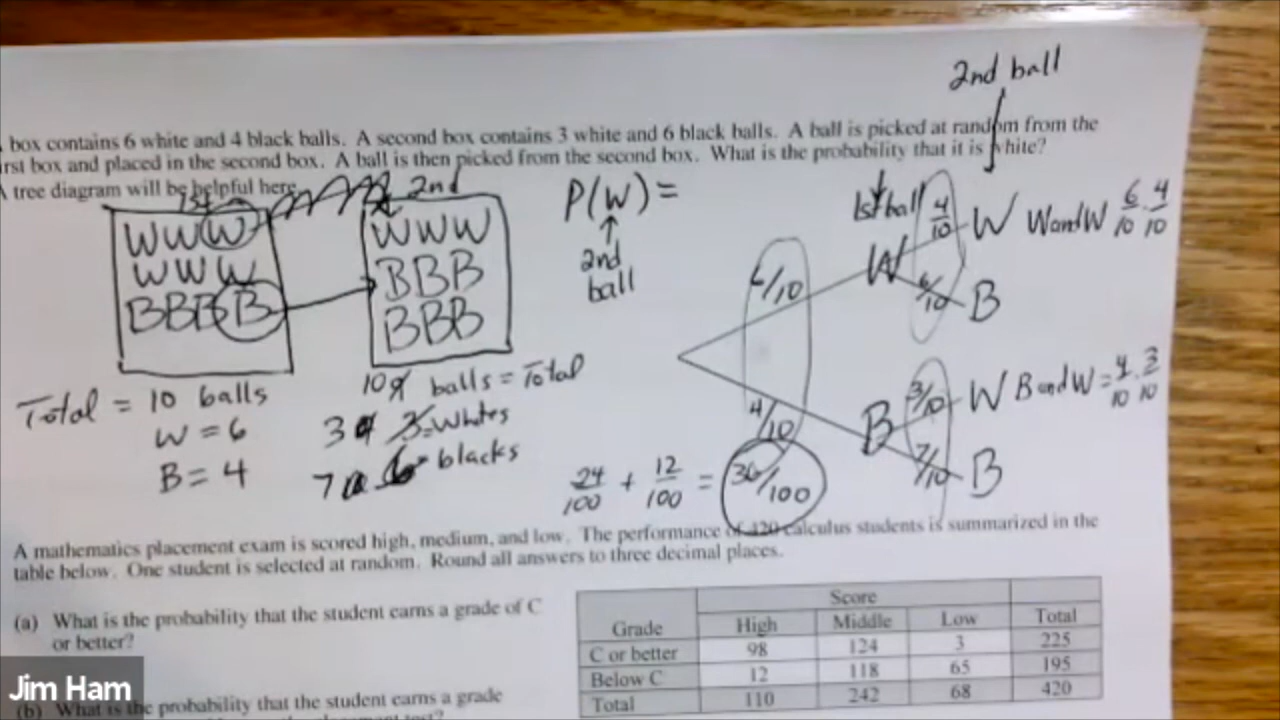 2nd ball
box contains 6 white and 4 black balls. A second box contains 3 white and 6 black balls. A ball is picked at random from the
rst box and placed in the second box. A ball is then picked from the second box. What is the probability that it is white?
A tree diagram will be helpful here
1st
2nd
WWW
WWW
BBBB
WWW
BBB
BBB
P(W) =
2nd
ball
1st ball
6/10
4/10
W
B
4/10
6/10
W
B
3/10
7/10
W
B
W and W 6/10 · 4/10
B and W = 4/10 · 3/10
Total = 10 balls
W = 6
B = 4
10 9 balls = Total
3 4 3 - whites
7 6 blacks
24/100 + 12/100 = 36/100
A mathematics placement exam is scored high, medium, and low. The performance of 420 calculus students is summarized in the
table below. One student is selected at random. Round all answers to three decimal places.
(a) What is the probability that the student earns a grade of C
or better?
(b) What is the probability that the student earns a grade
Score
Grade High Middle Low Total
C or better 98 124 3 225
Below C 12 118 65 195
Total 110 242 68 420
Jim Ham